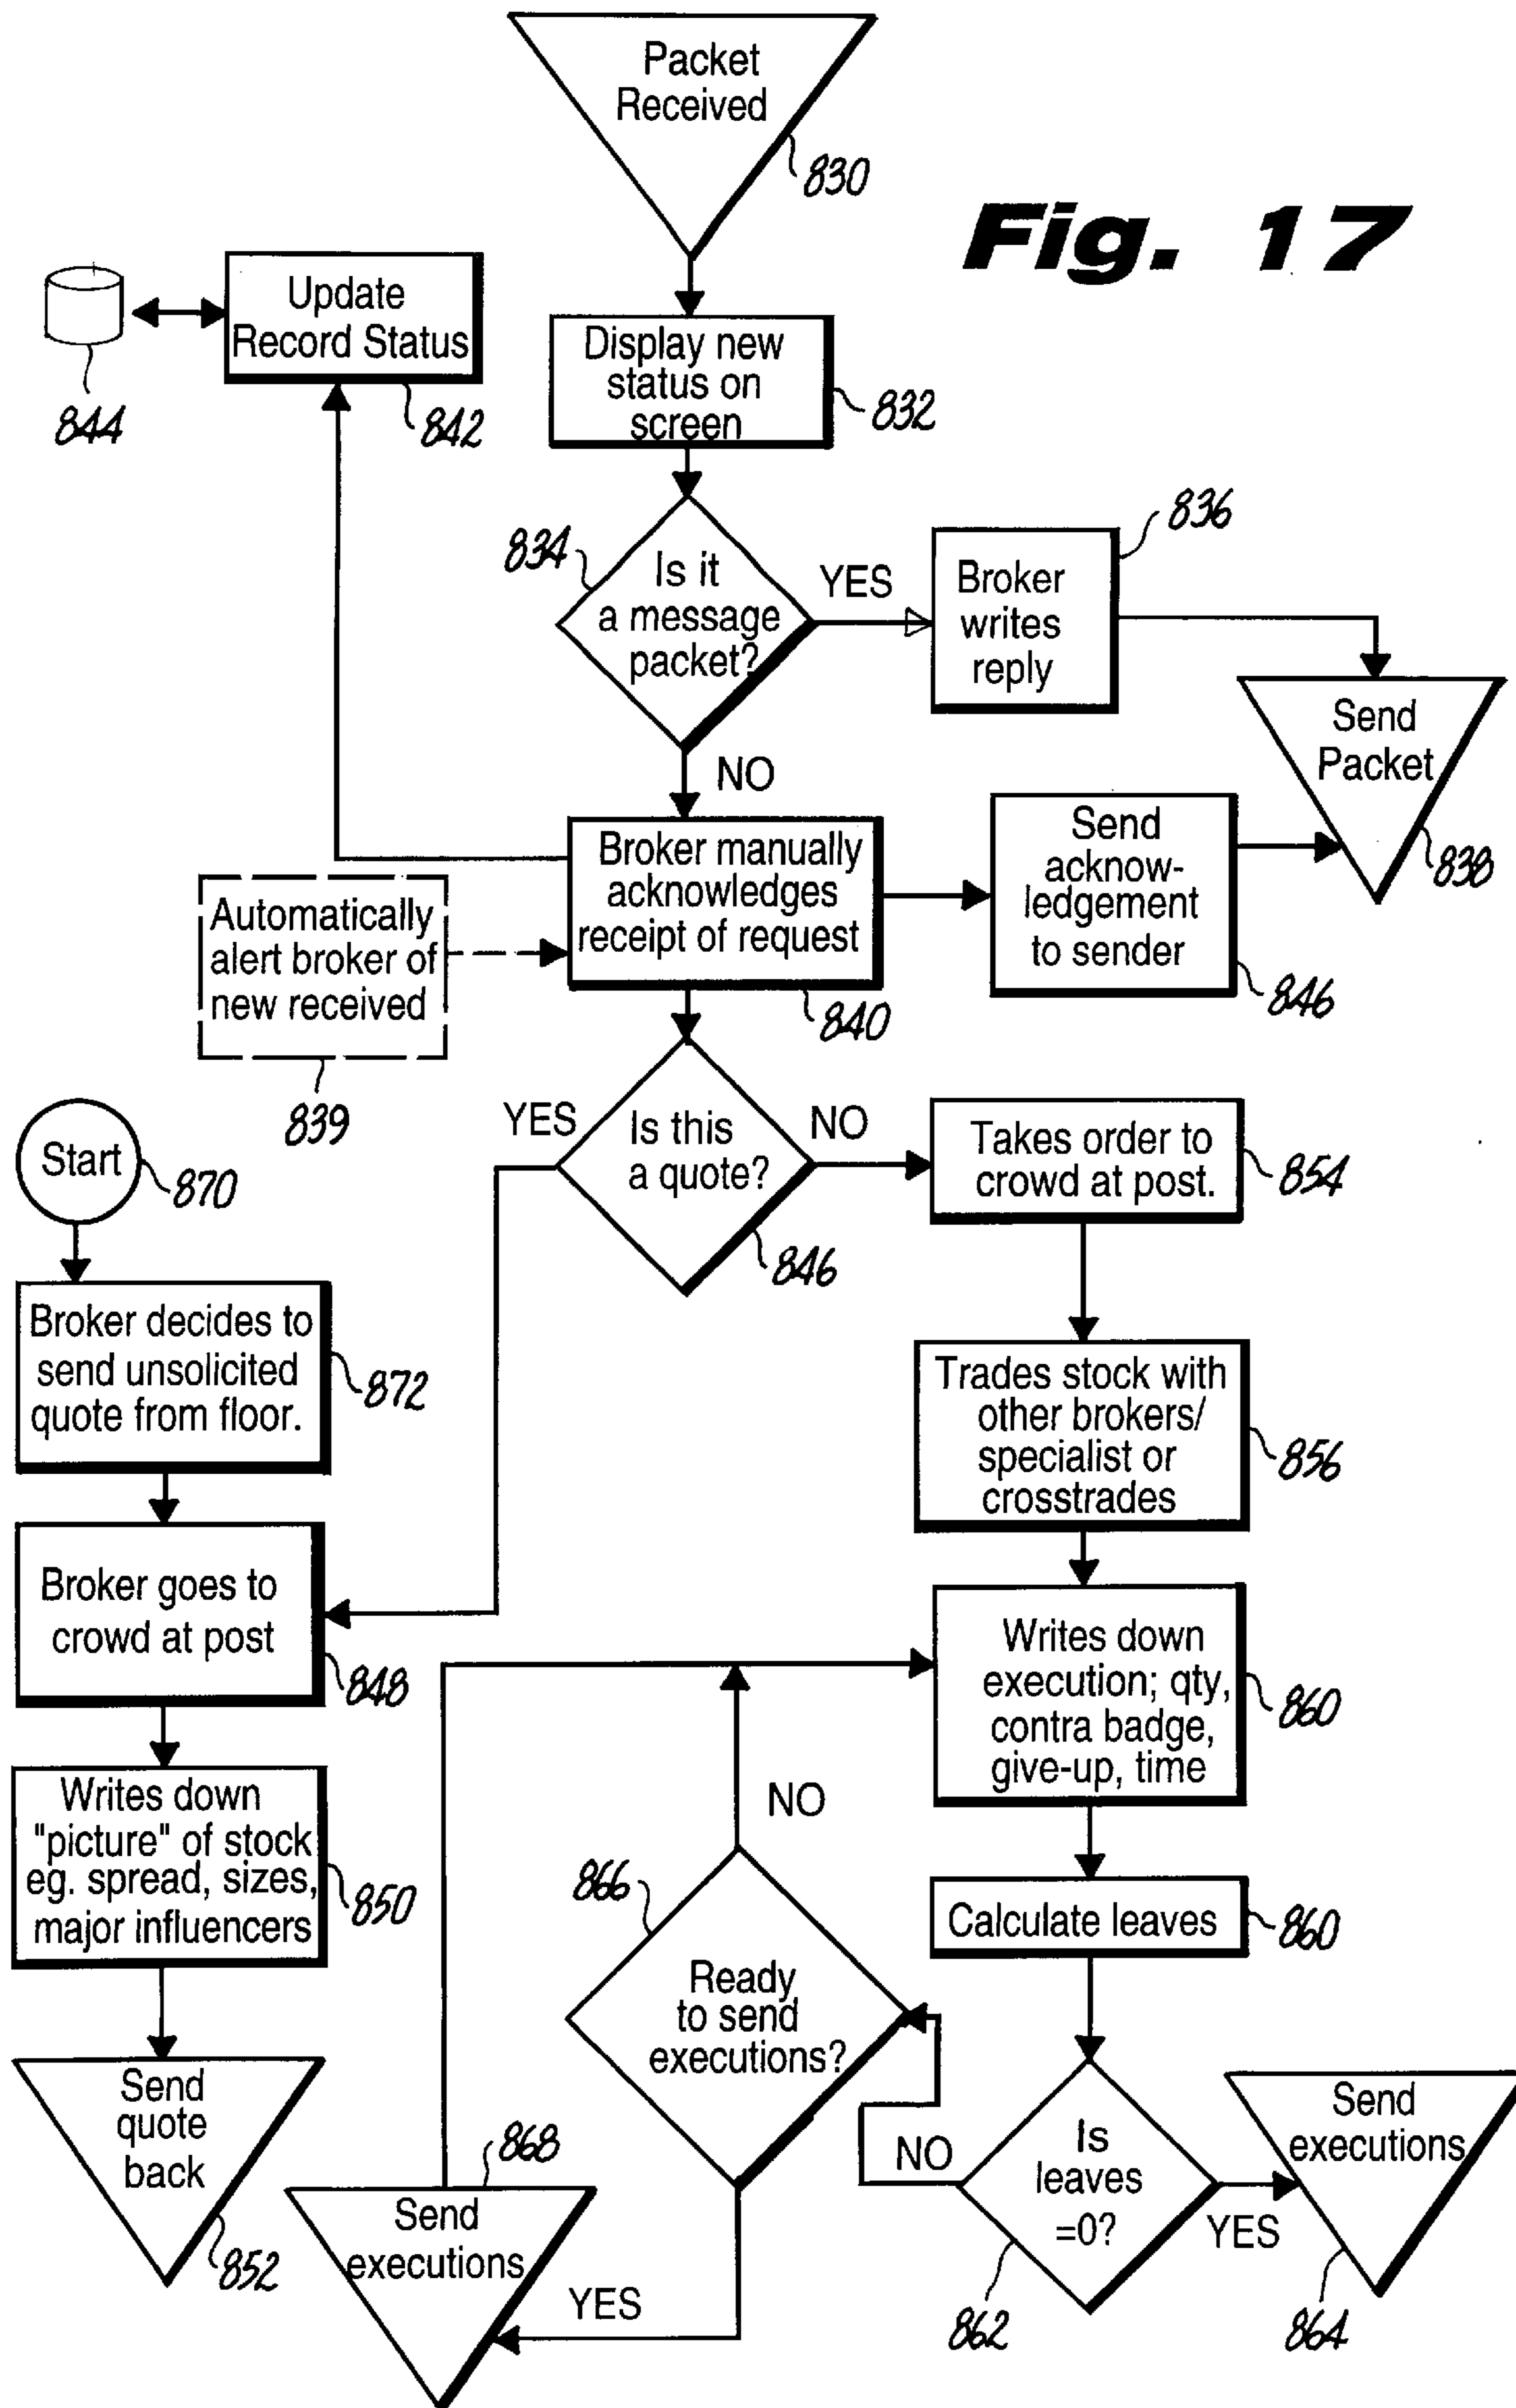 Packet
Received
830
Fig. 17
844
Update
Record Status
842
Display new
status on
screen
832
834
Is it
a message
packet?
YES
836
Broker
writes
reply
Send
Packet
838
NO
Broker manually
acknowledges
receipt of request
840
Send
acknow-
ledgement
to sender
846
Automatically
alert broker of
new received
839
YES
Is this
a quote?
846
NO
Takes order to
crowd at post.
854
Start
870
Broker decides to
send unsolicited
quote from floor.
872
Trades stock with
other brokers/
specialist or
crosstrades
856
Broker goes to
crowd at post
848
Writes down
execution; qty,
contra badge,
give-up, time
860
Writes down
"picture" of stock
eg. spread, sizes,
major influencers
850
NO
866
Ready
to send
executions?
Calculate leaves
860
Send
quote
back
852
868
Send
executions
YES
NO
Is
leaves
=0?
862
YES
Send
executions
864